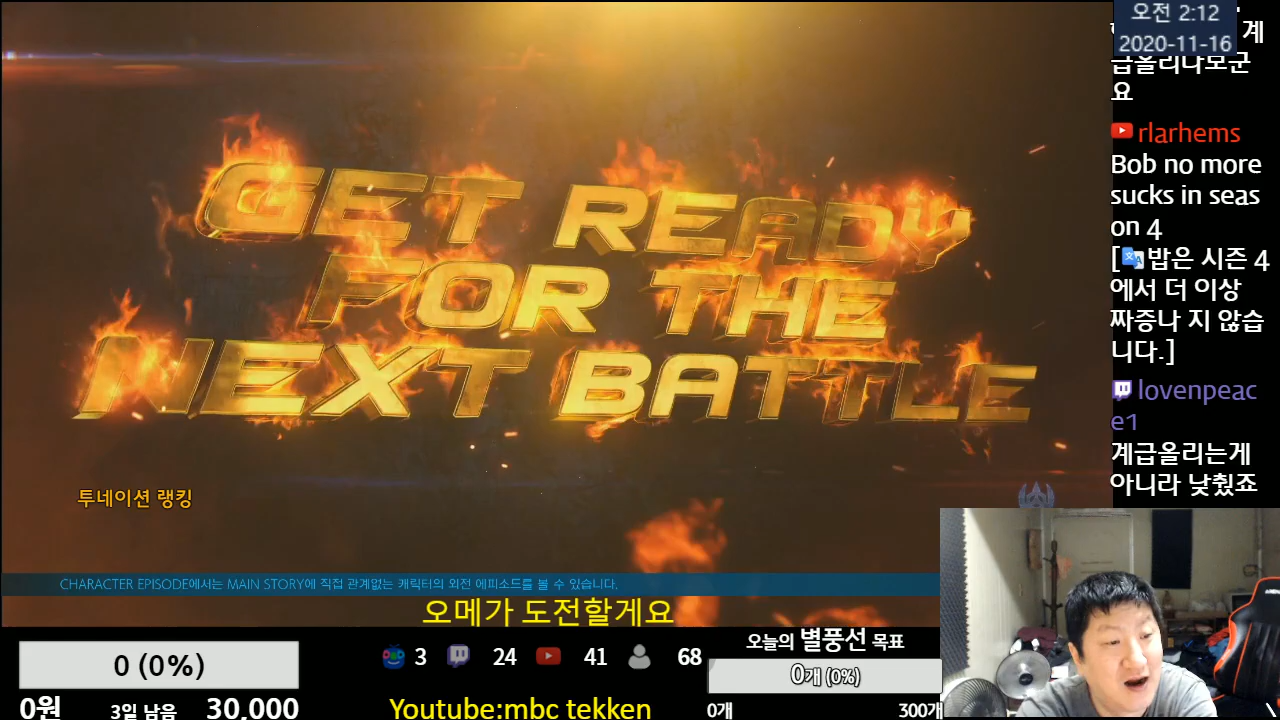 GET READY
FOR THE
NEXT BATTLE
투네이션 랭킹
CHARACTER EPISODE에서는 MAIN STORY에 직접 관계없는 캐릭터의 외전 에피소드를 볼 수 있습니다.
오메가 도전할게요
0 (0%)
0원 3일 남음 30,000
3 24 41 68
Youtube:mbc tekken
오늘의 별풍선 목표
0개 (0%)
0개 300개
오전 2:12
2020-11-16
계
급올리나모군
요
rlarhems
Bob no more
sucks in seas
on 4
[밥은 시즌 4
에서 더 이상
짜증나 지 않습
니다.]
lovenpeac
e1
계급올리는게
아니라 낮췄죠